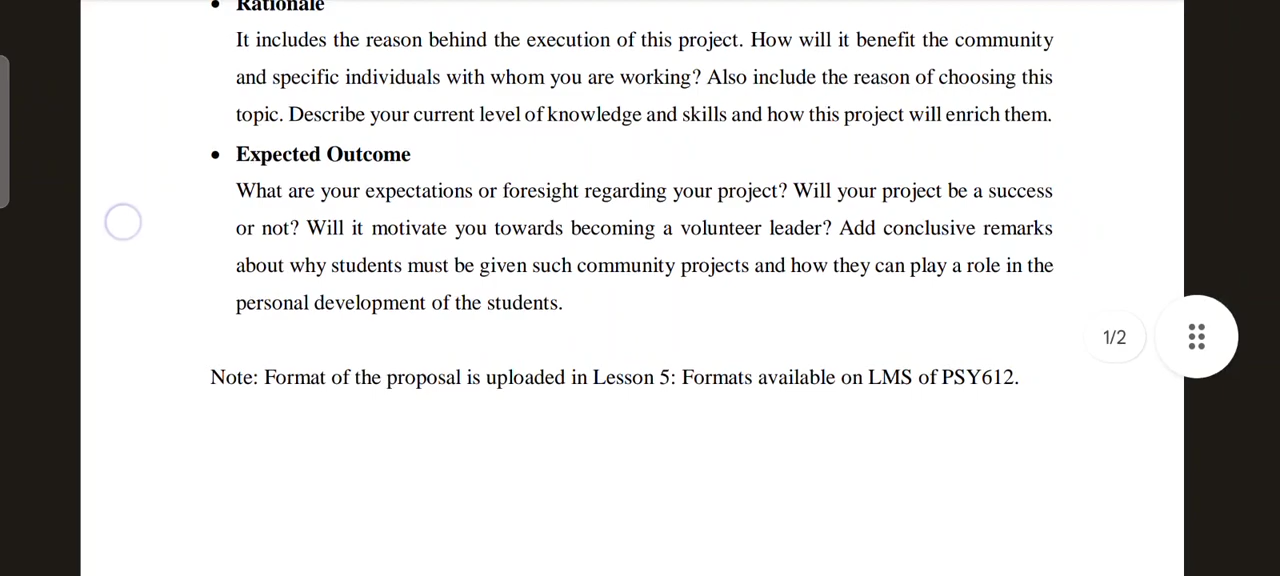 • Rationale
It includes the reason behind the execution of this project. How will it benefit the community
and specific individuals with whom you are working? Also include the reason of choosing this
topic. Describe your current level of knowledge and skills and how this project will enrich them.
• Expected Outcome
What are your expectations or foresight regarding your project? Will your project be a success
or not? Will it motivate you towards becoming a volunteer leader? Add conclusive remarks
about why students must be given such community projects and how they can play a role in the
personal development of the students.
1/2
Note: Format of the proposal is uploaded in Lesson 5: Formats available on LMS of PSY612.